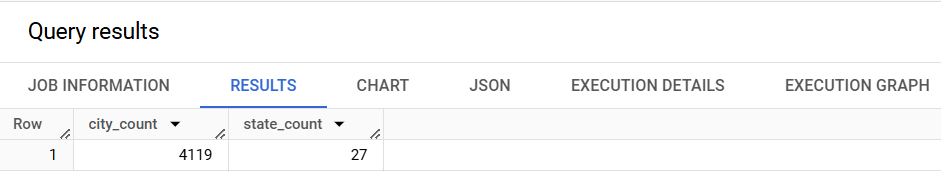 Query results
JOB INFORMATION RESULTS CHART JSON EXECUTION DETAILS EXECUTION GRAPH
Row city_count state_count
1 4119 27